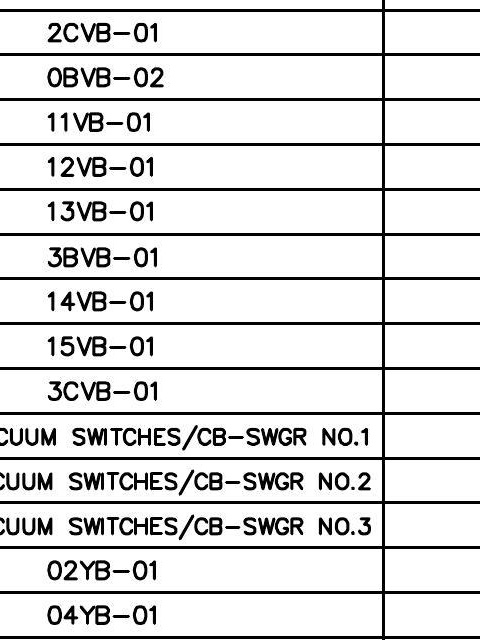 2CVB-01
0BVB-02
11VB-01
12VB-01
13VB-01
3BVB-01
14VB-01
15VB-01
3CVB-01
CUUM SWITCHES/CB-SWGR NO.1
CUUM SWITCHES/CB-SWGR NO.2
CUUM SWITCHES/CB-SWGR NO.3
02YB-01
04YB-01